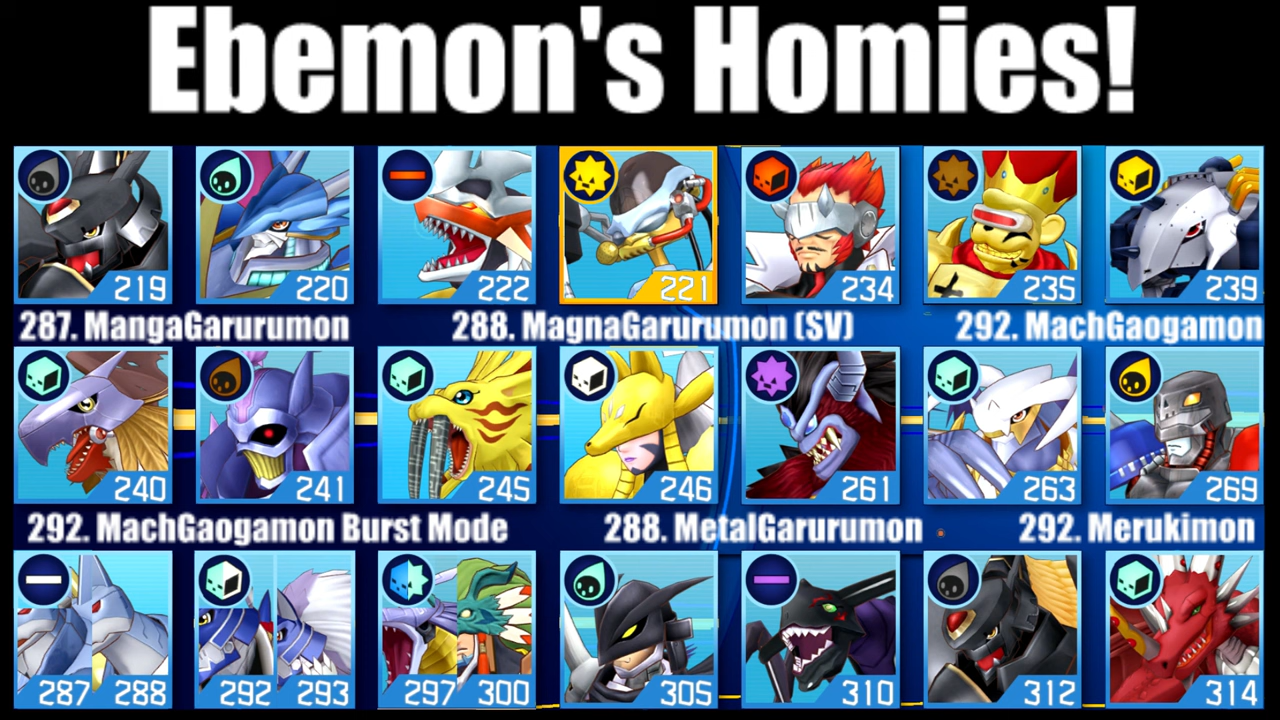 Ebemon's Homies!
219 220 222 221 234 235 239
287. MangaGarurumon 288. MagnaGarurumon (SV) 292. MachGaogamon
240 241 245 246 261 263 269
292. MachGaogamon Burst Mode 288. MetalGarurumon 292. Merukimon
287 288 292 293 297 300 305 310 312 314